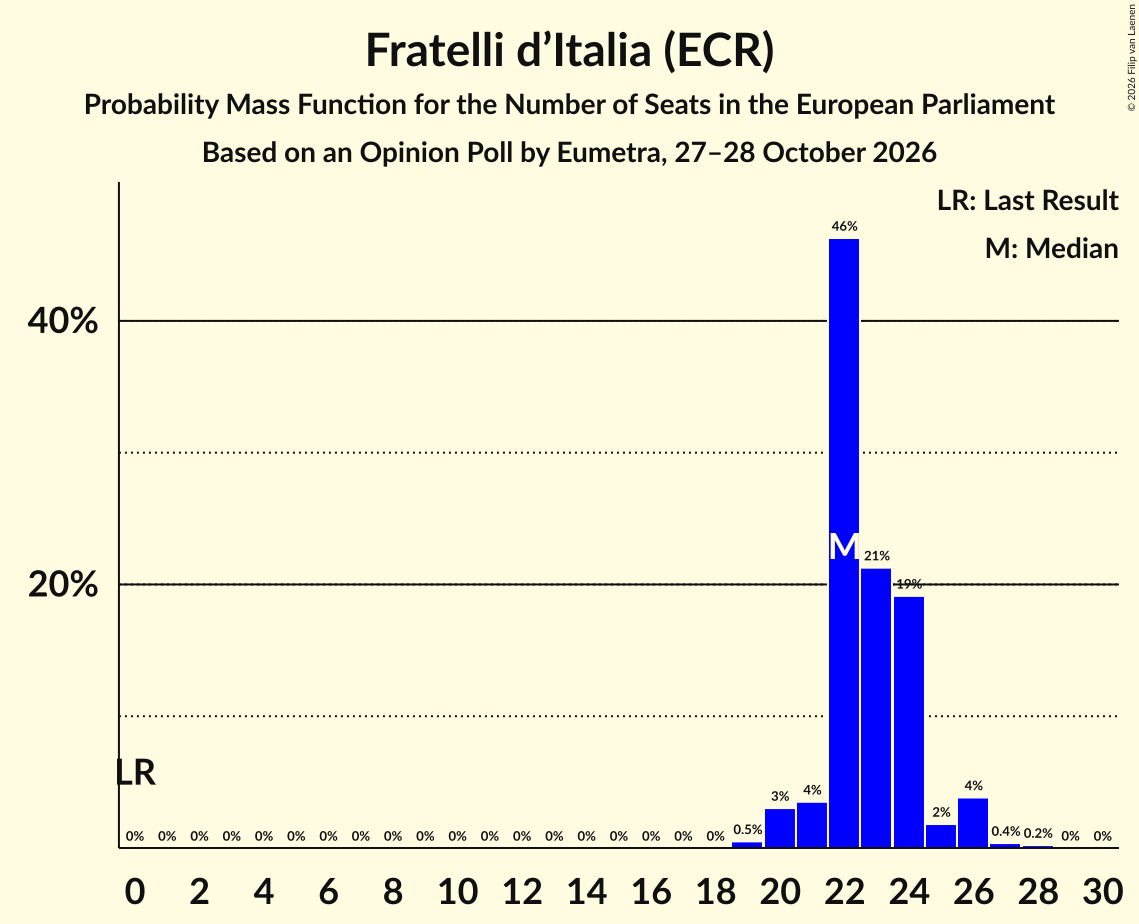 Fratelli d’Italia (ECR)
Probability Mass Function for the Number of Seats in the European Parliament
Based on an Opinion Poll by Eumetra, 27–28 October 2026
© 2026 Filip van Laenen
LR: Last Result
M: Median
46%
40%
M
21%
20%
19%
LR
0% 0% 0% 0% 0% 0% 0% 0% 0% 0% 0% 0% 0% 0% 0% 0% 0% 0% 0% 0.5% 3% 4% 2% 4% 0.4% 0.2% 0% 0%
0 2 4 6 8 10 12 14 16 18 20 22 24 26 28 30